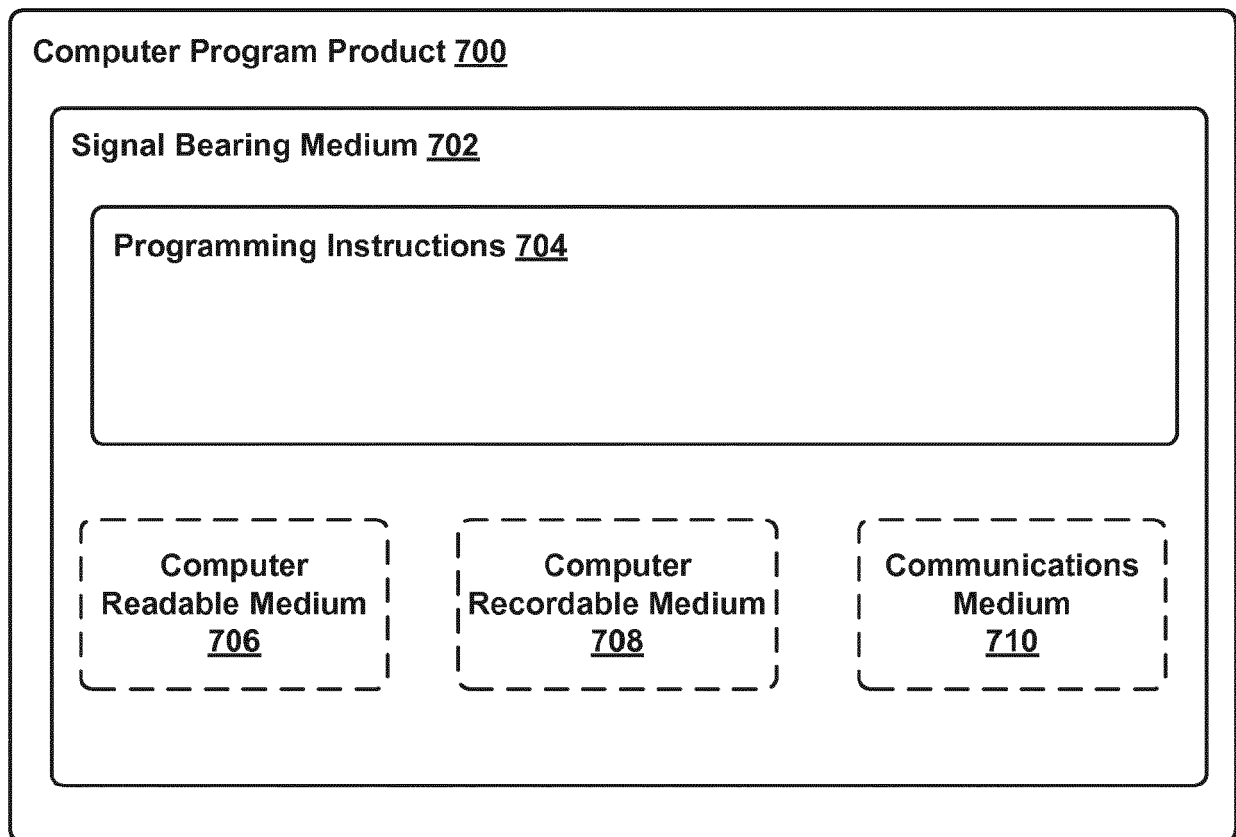 Computer Program Product 700
Signal Bearing Medium 702
Programming Instructions 704
Computer
Readable Medium
706
Computer
Recordable Medium
708
Communications
Medium
710